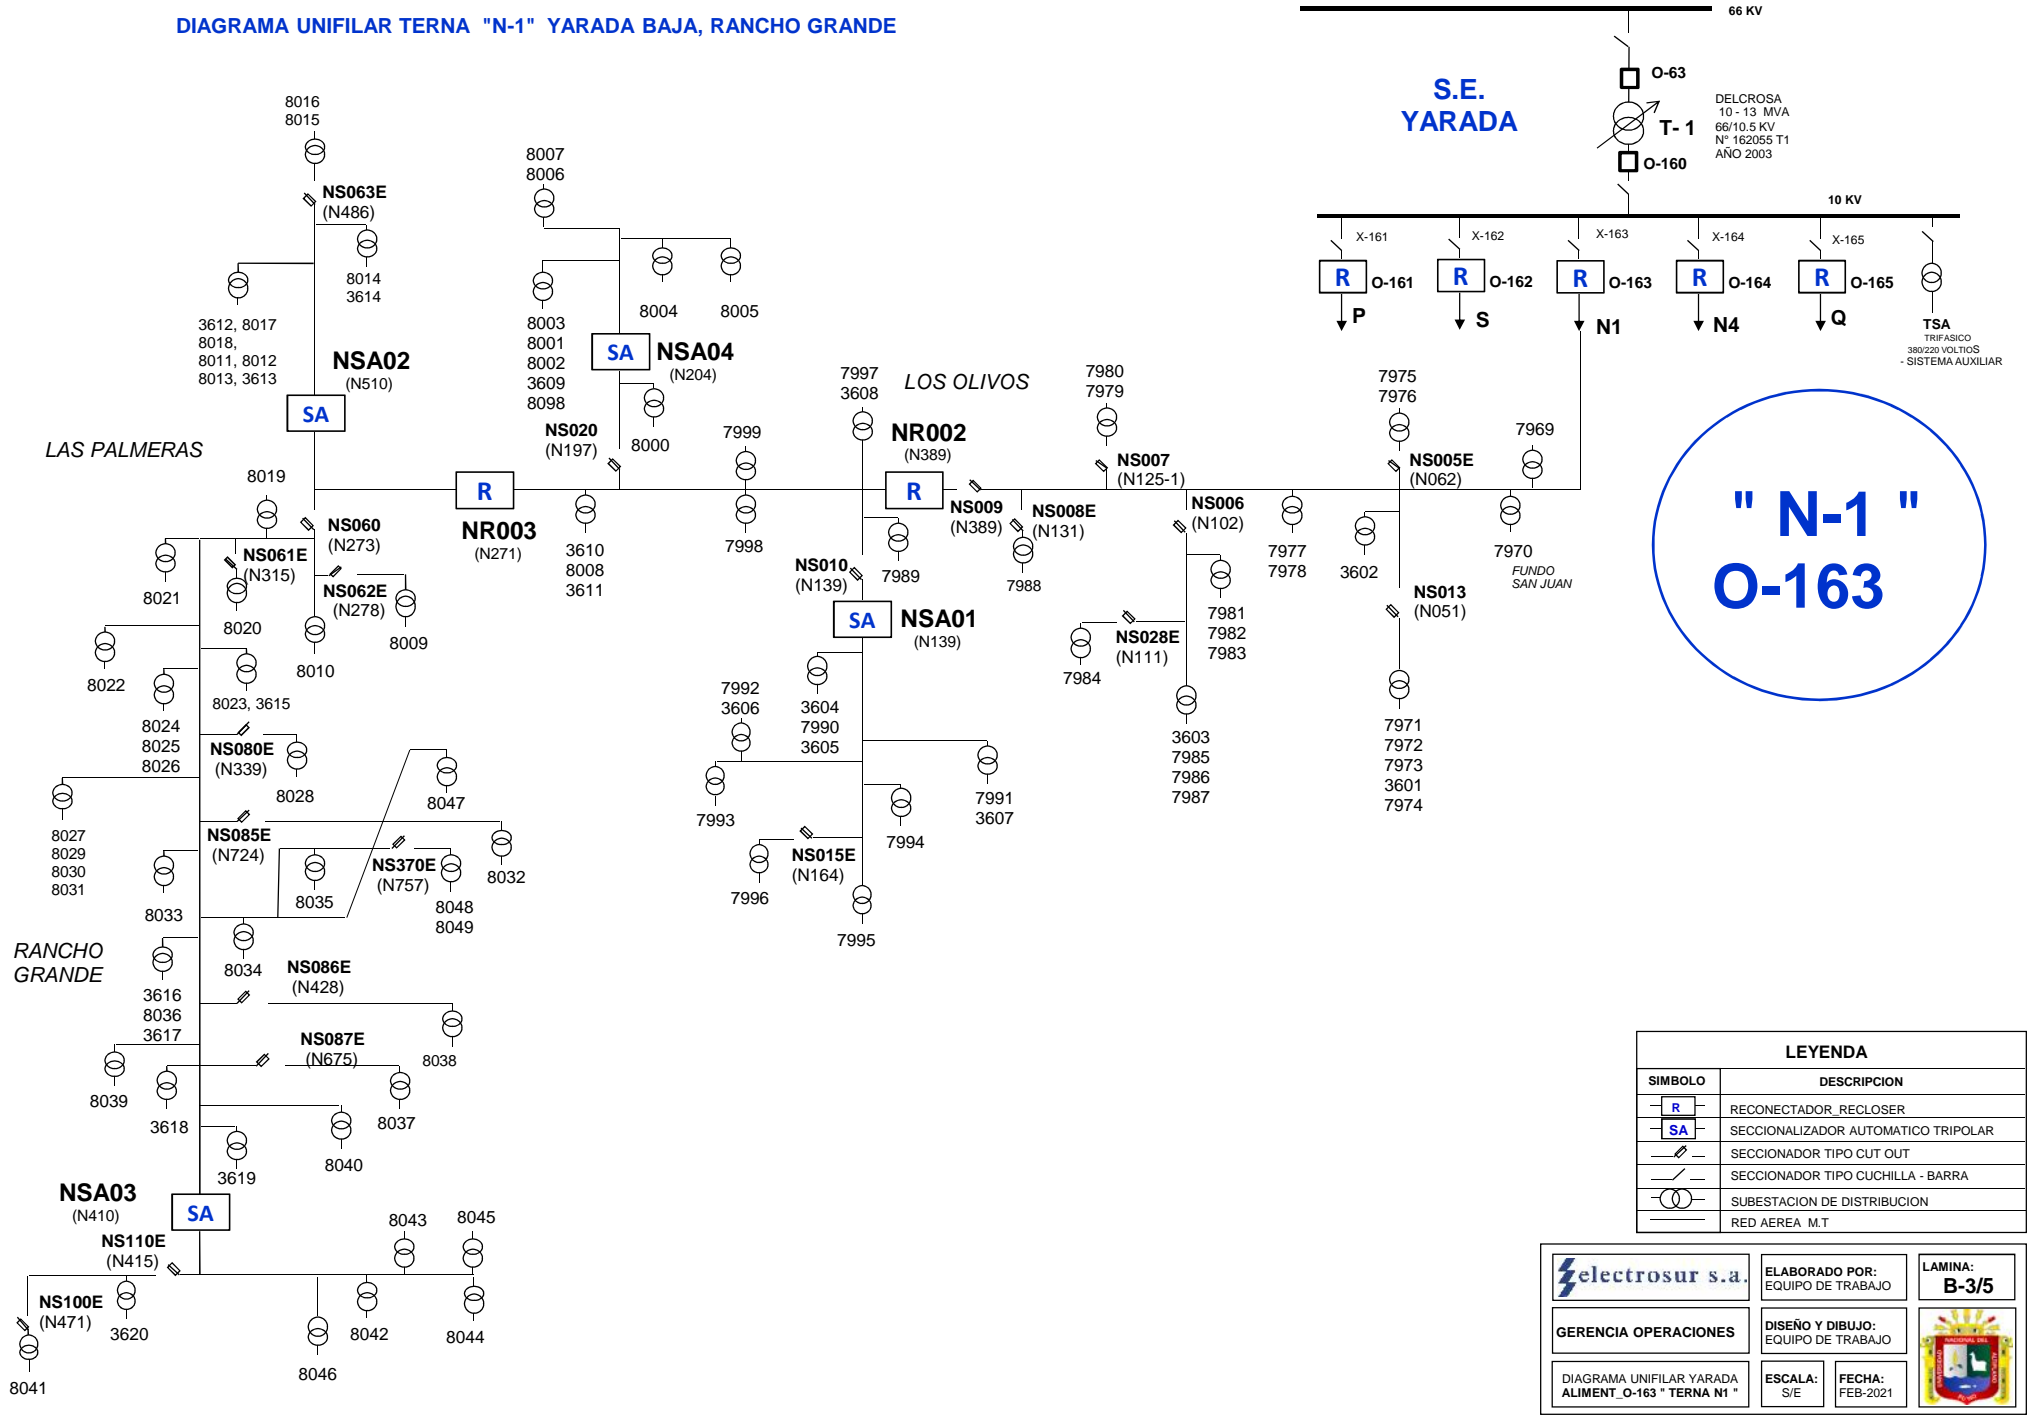 DIAGRAMA UNIFILAR TERNA "N-1" YARADA BAJA, RANCHO GRANDE
66 KV
S.E.
YARADA
O-63
T- 1
DELCROSA
10 - 13 MVA
66/10.5 KV
N° 162055 T1
AÑO 2003
O-160
10 KV
X-161
X-162
X-163
X-164
X-165
R
O-161
R
O-162
R
O-163
R
O-164
R
O-165
P
S
N1
N4
Q
TSA
TRIFASICO
380/220 VOLTIOS
- SISTEMA AUXILIAR
" N-1 "
O-163
8016
8015
NS063E
(N486)
8014
3614
3612, 8017
8018,
8011, 8012
8013, 3613
NSA02
(N510)
SA
LAS PALMERAS
8007
8006
8004
8005
8003
8001
8002
3609
8098
SA
NSA04
(N204)
8000
NS020
(N197)
7999
7998
7997
3608
LOS OLIVOS
NR002
(N389)
R
7980
7979
NS007
(N125-1)
7975
7976
NS005E
(N062)
7969
R
NR003
(N271)
3610
8008
3611
7989
NS009
(N389)
NS008E
(N131)
7988
NS006
(N102)
7977
7978
3602
7970
FUNDO
SAN JUAN
NS010
(N139)
SA
NSA01
(N139)
NS013
(N051)
7981
7982
7983
NS028E
(N111)
7984
3603
7985
7986
7987
7971
7972
7973
3601
7974
7992
3606
3604
7990
3605
7993
7991
3607
7994
NS015E
(N164)
7996
7995
8019
NS060
(N273)
NS061E
(N315)
NS062E
(N278)
8021
8020
8009
8010
8022
8023, 3615
8024
8025
8026
NS080E
(N339)
8028
8047
8027
8029
8030
8031
NS085E
(N724)
8032
8033
8035
NS370E
(N757)
8048
8049
8034
RANCHO
GRANDE
3616
8036
3617
NS086E
(N428)
8038
NS087E
(N675)
8039
3618
8037
8040
3619
NSA03
(N410)
SA
NS110E
(N415)
NS100E
(N471)
3620
8041
8043
8045
8042
8044
8046
LEYENDA
SIMBOLO
DESCRIPCION
R
RECONECTADOR_RECLOSER
SA
SECCIONALIZADOR AUTOMATICO TRIPOLAR
SECCIONADOR TIPO CUT OUT
SECCIONADOR TIPO CUCHILLA - BARRA
SUBESTACION DE DISTRIBUCION
RED AEREA M.T
electrosur s.a.
ELABORADO POR:
EQUIPO DE TRABAJO
LAMINA:
B-3/5
GERENCIA OPERACIONES
DISEÑO Y DIBUJO:
EQUIPO DE TRABAJO
DIAGRAMA UNIFILAR YARADA
ALIMENT_O-163 " TERNA N1 "
ESCALA:
S/E
FECHA:
FEB-2021
NACIONAL DEL
UNIVERSIDAD
ALTIPLANO
PUNO